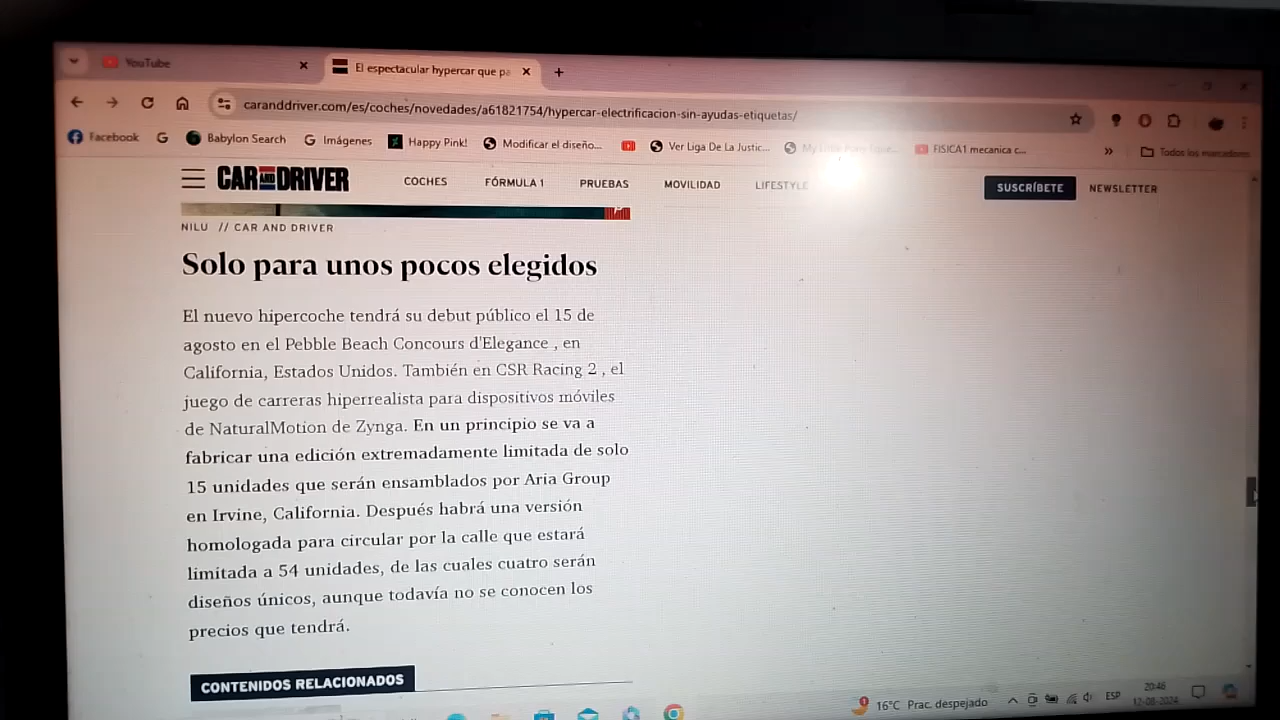 YouTube
El espectacular hypercar que pa
caranddriver.com/es/coches/novedades/a61821754/hypercar-electrificacion-sin-ayudas-etiquetas/
Facebook
Babylon Search
Imágenes
Happy Pink!
Modificar el diseño...
Ver Liga De La Justic...
FISICA1 mecanica c...
»
Todos los marcadores
CAR AND DRIVER
COCHES
FÓRMULA 1
PRUEBAS
MOVILIDAD
LIFESTYLE
SUSCRÍBETE
NEWSLETTER
NILU // CAR AND DRIVER
Solo para unos pocos elegidos
El nuevo hipercoche tendrá su debut público el 15 de
agosto en el Pebble Beach Concours d'Elegance , en
California, Estados Unidos. También en CSR Racing 2 , el
juego de carreras hiperrealista para dispositivos móviles
de NaturalMotion de Zynga. En un principio se va a
fabricar una edición extremadamente limitada de solo
15 unidades que serán ensamblados por Aria Group
en Irvine, California. Después habrá una versión
homologada para circular por la calle que estará
limitada a 54 unidades, de las cuales cuatro serán
diseños únicos, aunque todavía no se conocen los
precios que tendrá.
CONTENIDOS RELACIONADOS
16°C Prac. despejado
ESP
20:46
12-08-2024